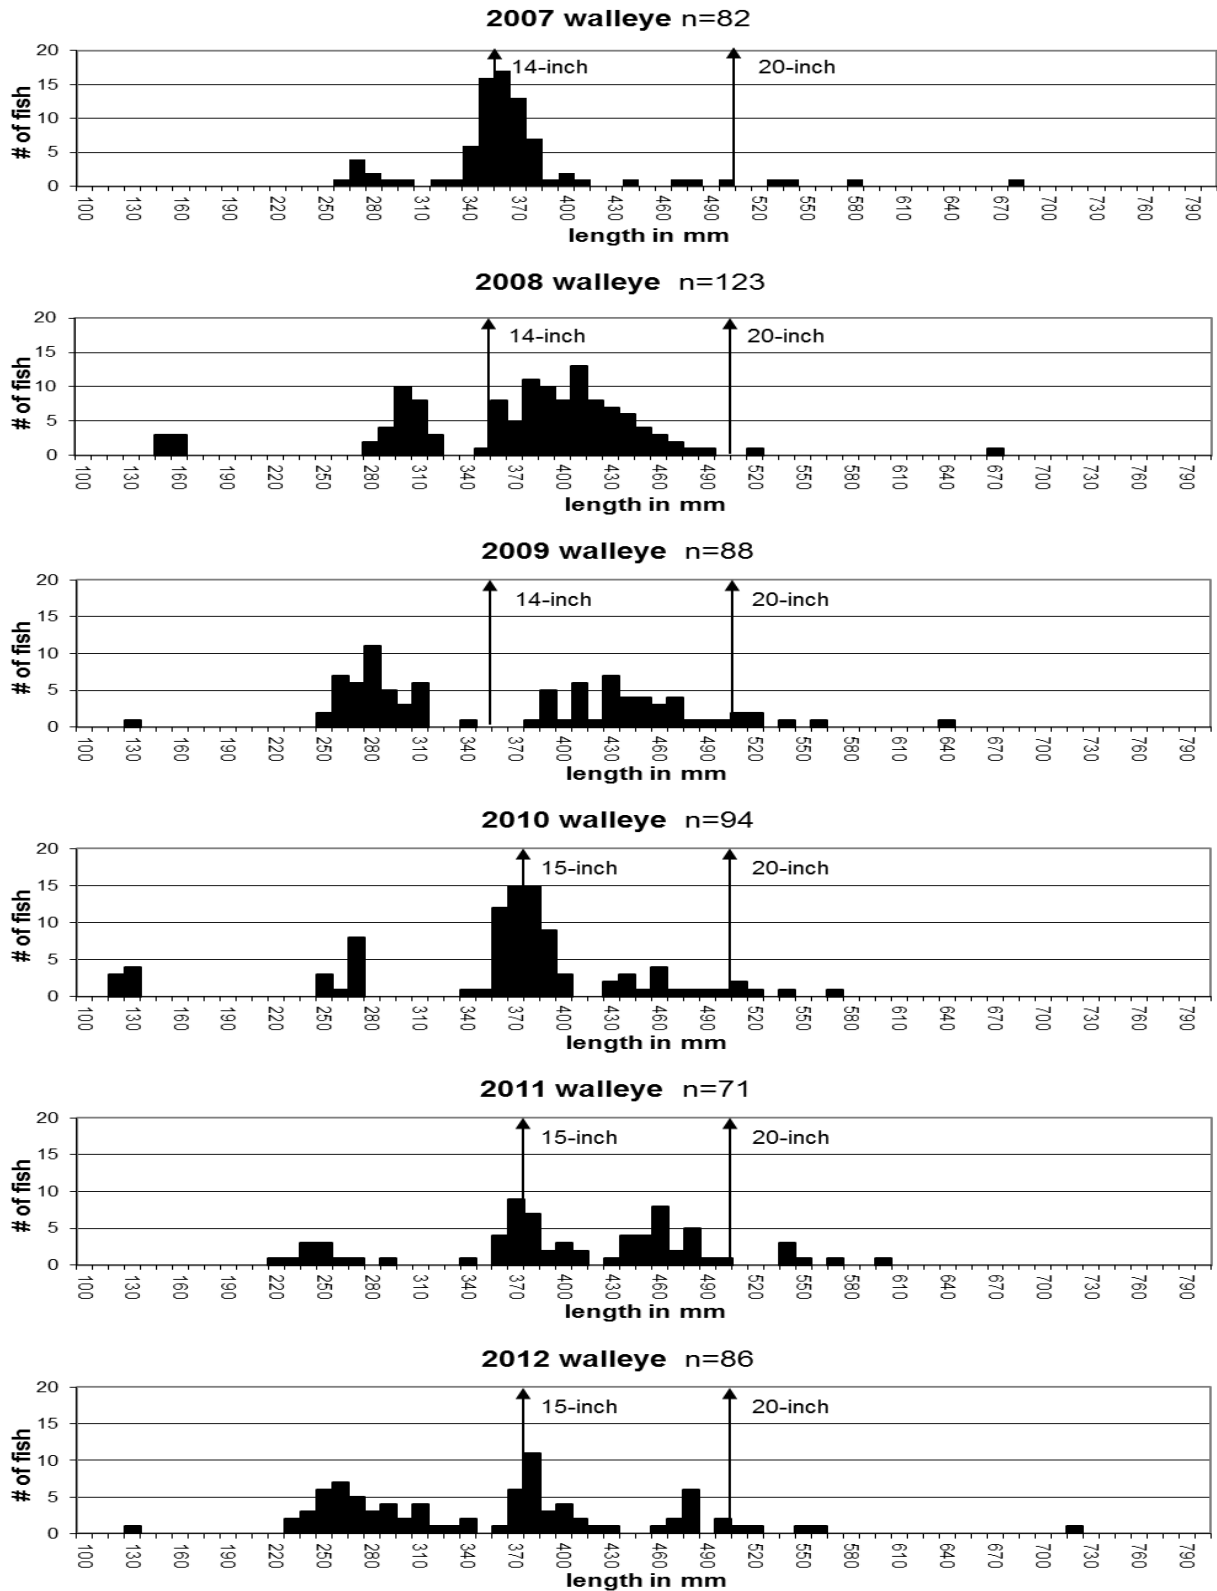 2007 walleye n=82
20
15
10
5
0
# of fish
14-inch
20-inch
100 130 160 190 220 250 280 310 340 370 400 430 460 490 520 550 580 610 640 670 700 730 760 790
length in mm
2008 walleye n=123
20
15
10
5
0
# of fish
14-inch
20-inch
100 130 160 190 220 250 280 310 340 370 400 430 460 490 520 550 580 610 640 670 700 730 760 790
length in mm
2009 walleye n=88
20
15
10
5
0
# of fish
14-inch
20-inch
100 130 160 190 220 250 280 310 340 370 400 430 460 490 520 550 580 610 640 670 700 730 760 790
length in mm
2010 walleye n=94
20
15
10
5
0
# of fish
15-inch
20-inch
100 130 160 190 220 250 280 310 340 370 400 430 460 490 520 550 580 610 640 670 700 730 760 790
length in mm
2011 walleye n=71
20
15
10
5
0
# of fish
15-inch
20-inch
100 130 160 190 220 250 280 310 340 370 400 430 460 490 520 550 580 610 640 670 700 730 760 790
length in mm
2012 walleye n=86
20
15
10
5
0
# of fish
15-inch
20-inch
100 130 160 190 220 250 280 310 340 370 400 430 460 490 520 550 580 610 640 670 700 730 760 790
length in mm